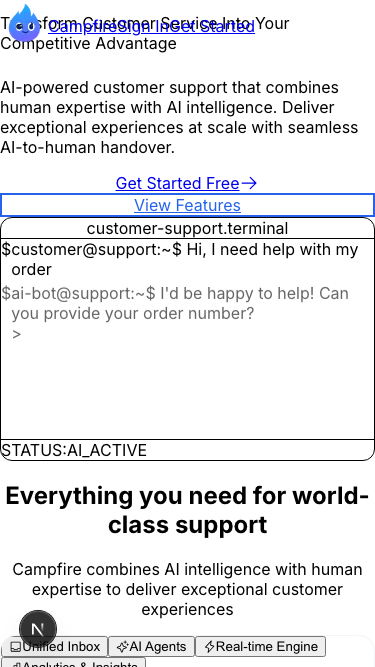 Transform Customer Service Into Your
Campfire Sign In Get Started
Competitive Advantage
AI-powered customer support that combines
human expertise with AI intelligence. Deliver
exceptional experiences at scale with seamless
AI-to-human handover.
Get Started Free→
View Features
customer-support.terminal
$customer@support:~$ Hi, I need help with my
order
$ai-bot@support:~$ I'd be happy to help! Can
you provide your order number?
>
STATUS:AI_ACTIVE
Everything you need for world-
class support
Campfire combines AI intelligence with human
expertise to deliver exceptional customer
experiences
N
Unified Inbox AI Agents Real-time Engine
Analytics & Insights